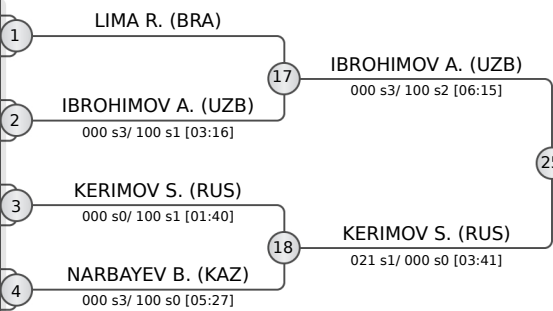 LIMA R. (BRA)
1
17
IBROHIMOV A. (UZB)
000 s3/ 100 s2 [06:15]
IBROHIMOV A. (UZB)
2
000 s3/ 100 s1 [03:16]
25
KERIMOV S. (RUS)
3
000 s0/ 100 s1 [01:40]
18
KERIMOV S. (RUS)
021 s1/ 000 s0 [03:41]
NARBAYEV B. (KAZ)
4
000 s3/ 100 s0 [05:27]